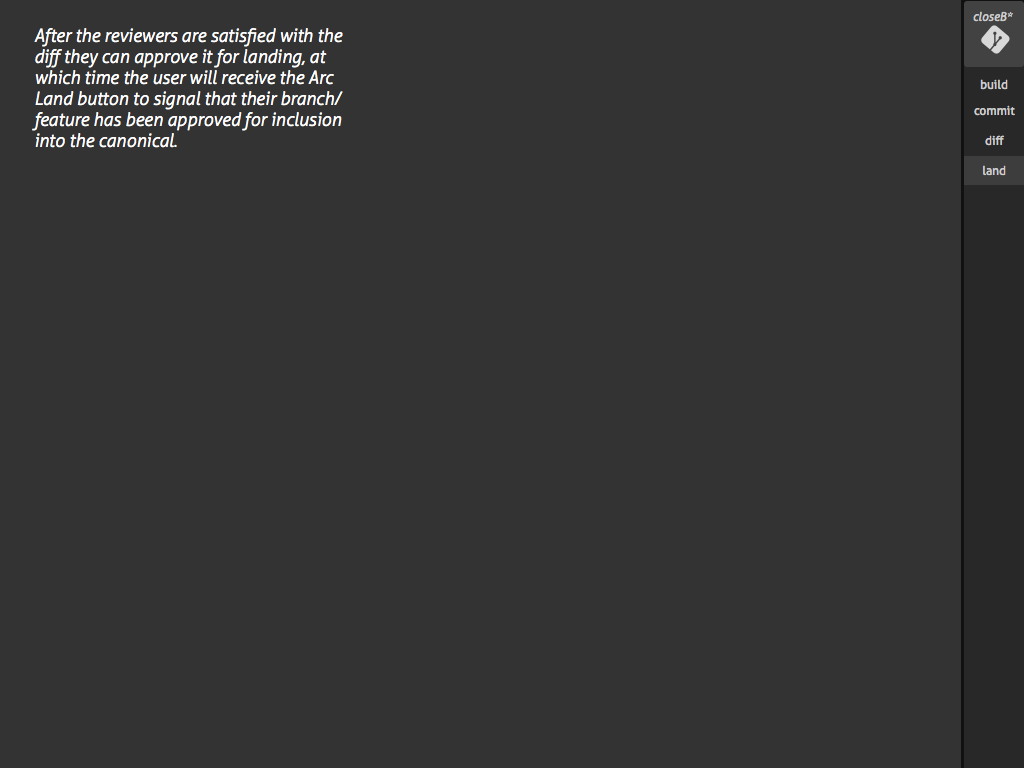 After the reviewers are satisfied with the
diff they can approve it for landing, at
which time the user will receive the Arc
Land button to signal that their branch/
feature has been approved for inclusion
into the canonical.
closeB*
build
commit
diff
land